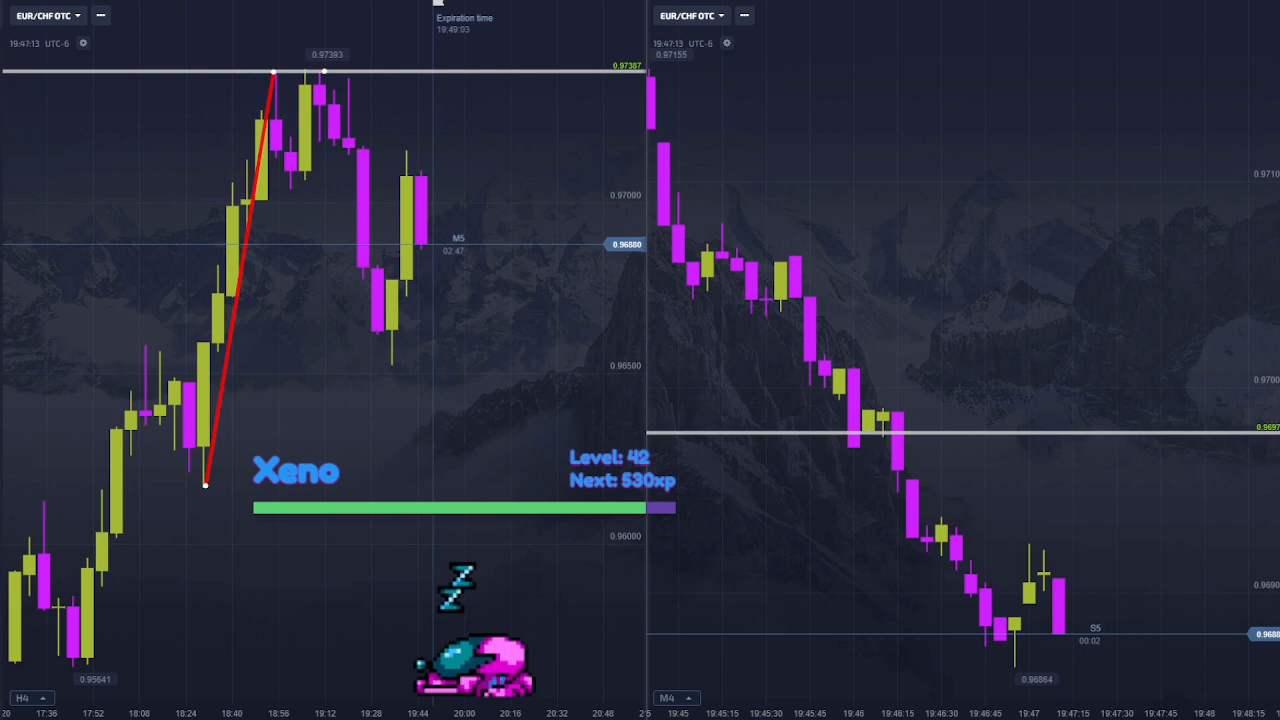 EUR/CHF OTC
19:47:13 UTC-6
Expiration time
19:49:03
0.97393
0.97387
0.97000
M5
02:47
0.96880
0.96500
Xeno
Level: 42
Next: 530xp
0.96000
0.95641
H4
20 17:36 17:52 18:08 18:24 18:40 18:56 19:12 19:28 19:44 20:00 20:16 20:32 20:48
EUR/CHF OTC
19:47:13 UTC-6
0.97155
0.9710
0.9700
0.9697
0.9690
S5
00:02
0.9688
0.96864
M4
5 19:45 19:45:15 19:45:30 19:45:45 19:46 19:46:15 19:46:30 19:46:45 19:47 19:47:15 19:47:30 19:47:45 19:48 19:48:15